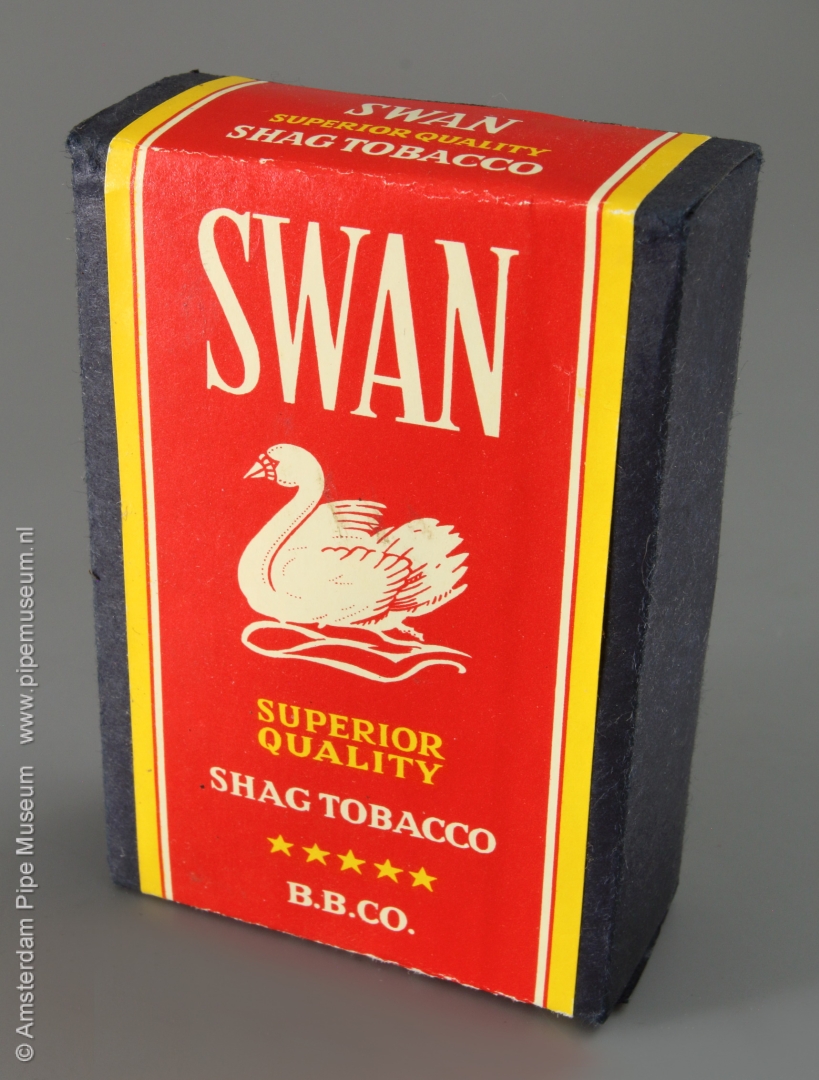 SWAN
SUPERIOR QUALITY
SHAG TOBACCO
SWAN
SUPERIOR
QUALITY
SHAG TOBACCO
★★★★★
B.B.CO.
© Amsterdam Pipe Museum www.pipemuseum.nl